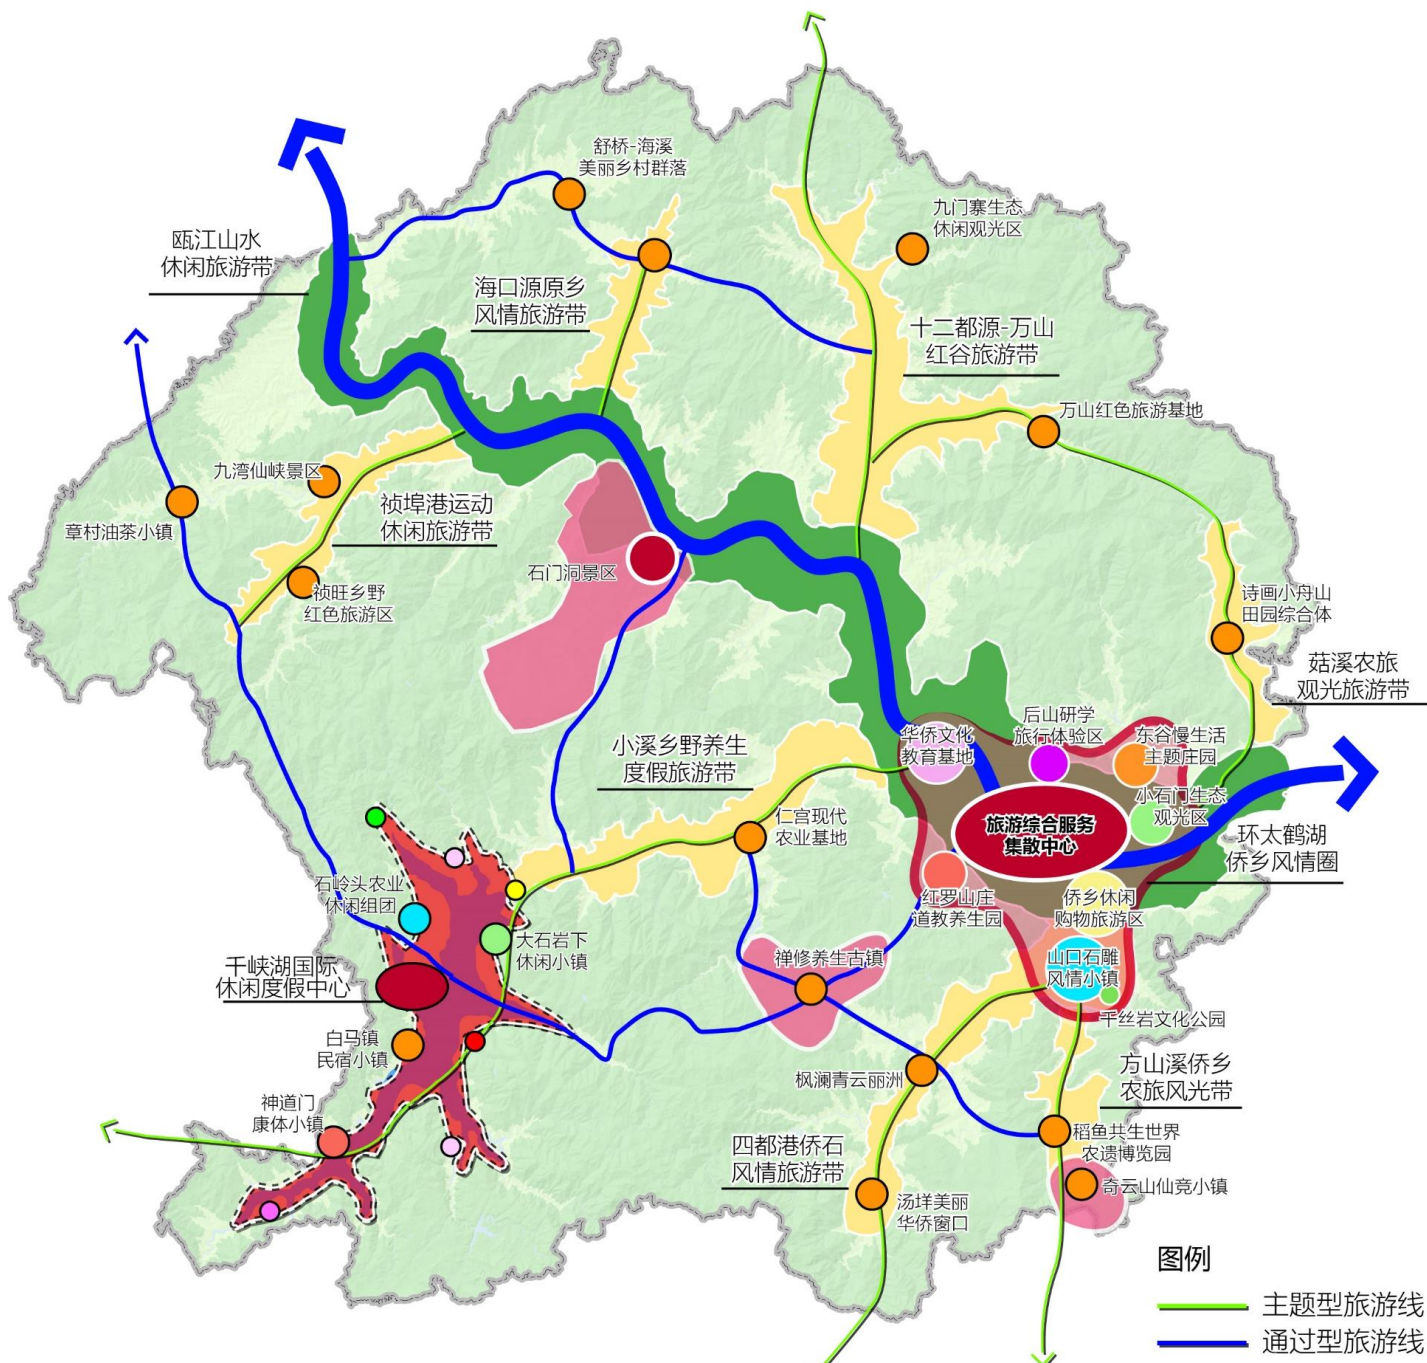 舒桥-海溪
美丽乡村群落
九门寨生态
休闲观光区
瓯江山水
休闲旅游带
海口源原乡
风情旅游带
十二都源-万山
红谷旅游带
万山红色旅游基地
九湾仙峡景区
祯埠港运动
休闲旅游带
章村油茶小镇
石门洞景区
祯旺乡野
红色旅游区
诗画小舟山
田园综合体
菇溪农旅
观光旅游带
小溪乡野养生
度假旅游带
华侨文化
教育基地
后山研学
旅行体验区
东谷慢生活
主题庄园
小石门生态
观光区
旅游综合服务
集散中心
仁宫现代
农业基地
环太鹤湖
侨乡风情圈
石岭头农业
休闲组团
红罗山庄
道教养生园
侨乡休闲
购物旅游区
大石岩下
休闲小镇
千峡湖国际
休闲度假中心
禅修养生古镇
山口石雕
风情小镇
千丝岩文化公园
白马镇
民宿小镇
枫澜青云丽洲
方山溪侨乡
农旅风光带
神道门
康体小镇
稻鱼共生世界
农遗博览园
四都港侨石
风情旅游带
奇云山仙竞小镇
汤垟美丽
华侨窗口
图例
主题型旅游线
通过型旅游线